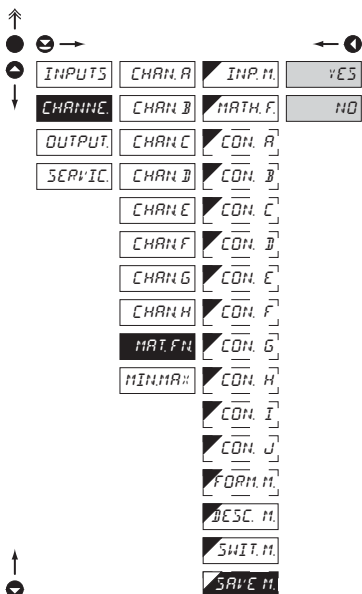 INPUTS CHAN. A INP. M. YES
CHANNE. CHAN. B MATH. F. NO
OUTPUT. CHAN. C CON. A
SERVIC. CHAN. D CON. B
CHAN. E CON. C
CHAN. F CON. D
CHAN. G CON. E
CHAN. H CON. F
MAT. FN. CON. G
MIN.MAX CON. H
CON. I
CON. J
FORM. M.
DESC. M.
SWIT. M.
SAVE M.